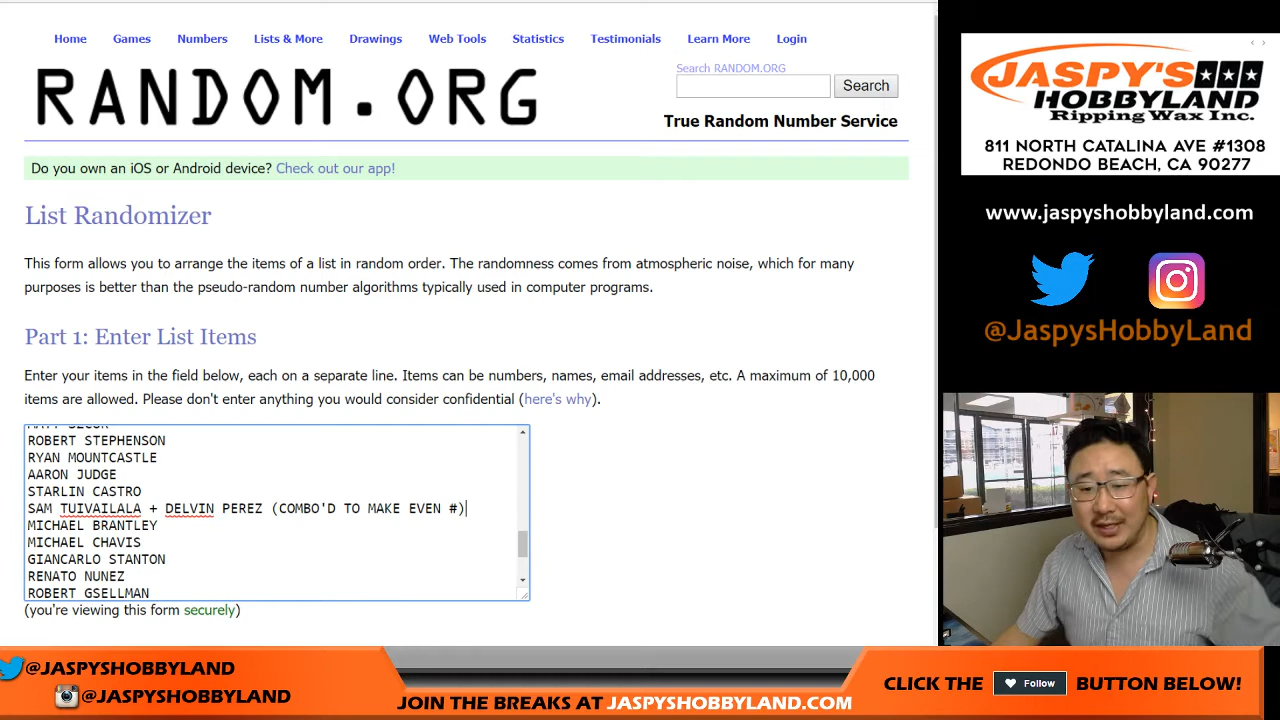 Home Games Numbers Lists & More Drawings Web Tools Statistics Testimonials Learn More Login
RANDOM.ORG
Search RANDOM.ORG
Search
True Random Number Service
Do you own an iOS or Android device? Check out our app!
List Randomizer
This form allows you to arrange the items of a list in random order. The randomness comes from atmospheric noise, which for many
purposes is better than the pseudo-random number algorithms typically used in computer programs.
Part 1: Enter List Items
Enter your items in the field below, each on a separate line. Items can be numbers, names, email addresses, etc. A maximum of 10,000
items are allowed. Please don't enter anything you would consider confidential (here's why).
ROBERT STEPHENSON
RYAN MOUNTCASTLE
AARON JUDGE
STARLIN CASTRO
SAM TUIVAILALA + DELVIN PEREZ (COMBO'D TO MAKE EVEN #)
MICHAEL BRANTLEY
MICHAEL CHAVIS
GIANCARLO STANTON
RENATO NUNEZ
ROBERT GSELLMAN
(you're viewing this form securely)
JASPY'S
HOBBYLAND
Ripping Wax Inc.
811 NORTH CATALINA AVE #1308
REDONDO BEACH, CA 90277
www.jaspyshobbyland.com
@JaspysHobbyLand
@JASPYSHOBBYLAND
@JASPYSHOBBYLAND
JOIN THE BREAKS AT JASPYSHOBBYLAND.COM
CLICK THE Follow BUTTON BELOW!